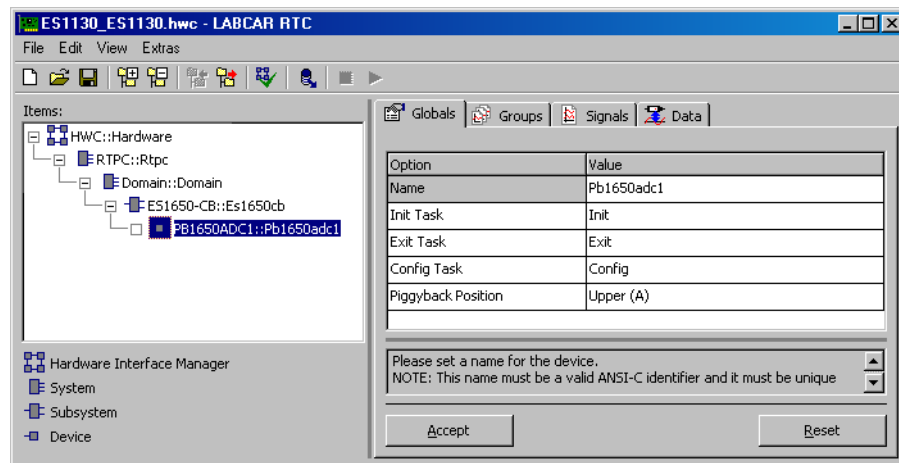 ES1130_ES1130.hwc - LABCAR RTC
File Edit View Extras
Items:
HWC::Hardware
RTPC::Rtpc
Domain::Domain
ES1650-CB::Es1650cb
PB1650ADC1::Pb1650adc1
Hardware Interface Manager
System
Subsystem
Device
Globals Groups Signals Data
Option Value
Name Pb1650adc1
Init Task Init
Exit Task Exit
Config Task Config
Piggyback Position Upper (A)
Please set a name for the device.
NOTE: This name must be a valid ANSI-C identifier and it must be unique
Accept Reset